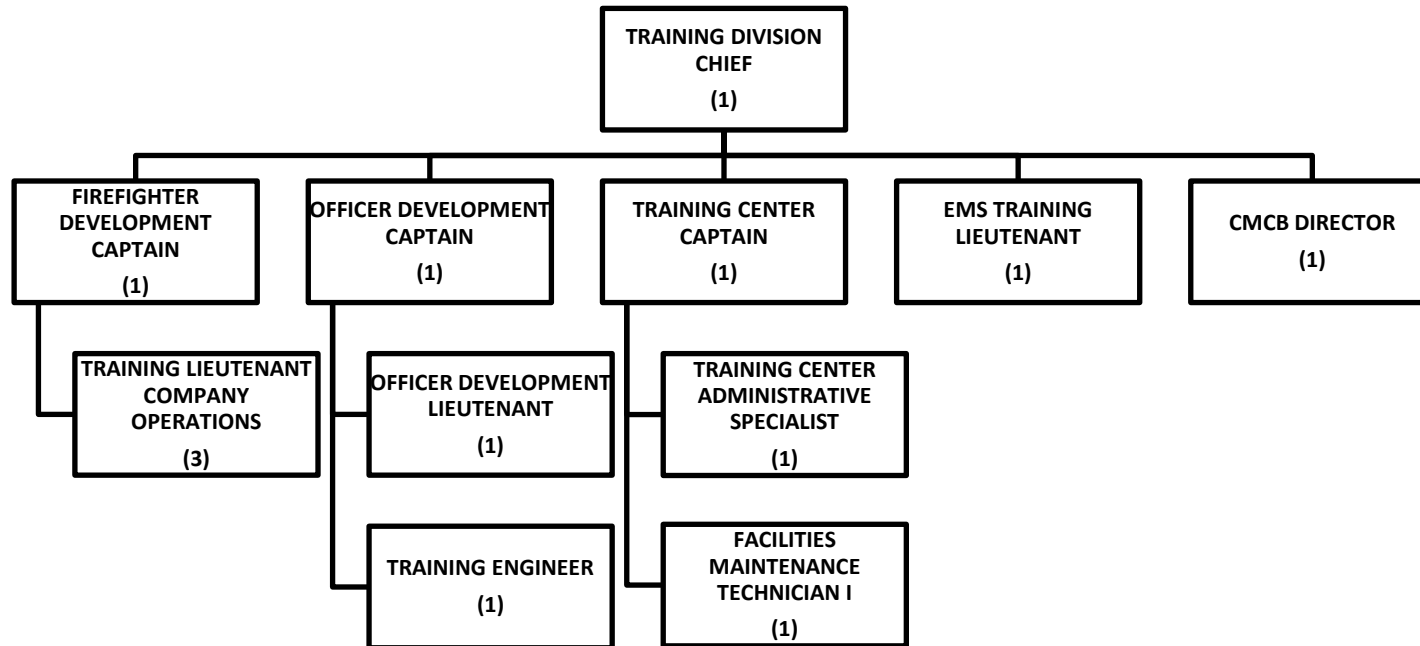 TRAINING DIVISION
CHIEF
(1)
FIREFIGHTER
DEVELOPMENT
CAPTAIN
(1)
OFFICER DEVELOPMENT
CAPTAIN
(1)
TRAINING CENTER
CAPTAIN
(1)
EMS TRAINING
LIEUTENANT
(1)
CMCB DIRECTOR
(1)
TRAINING LIEUTENANT
COMPANY
OPERATIONS
(3)
OFFICER DEVELOPMENT
LIEUTENANT
(1)
TRAINING CENTER
ADMINISTRATIVE
SPECIALIST
(1)
TRAINING ENGINEER
(1)
FACILITIES
MAINTENANCE
TECHNICIAN I
(1)